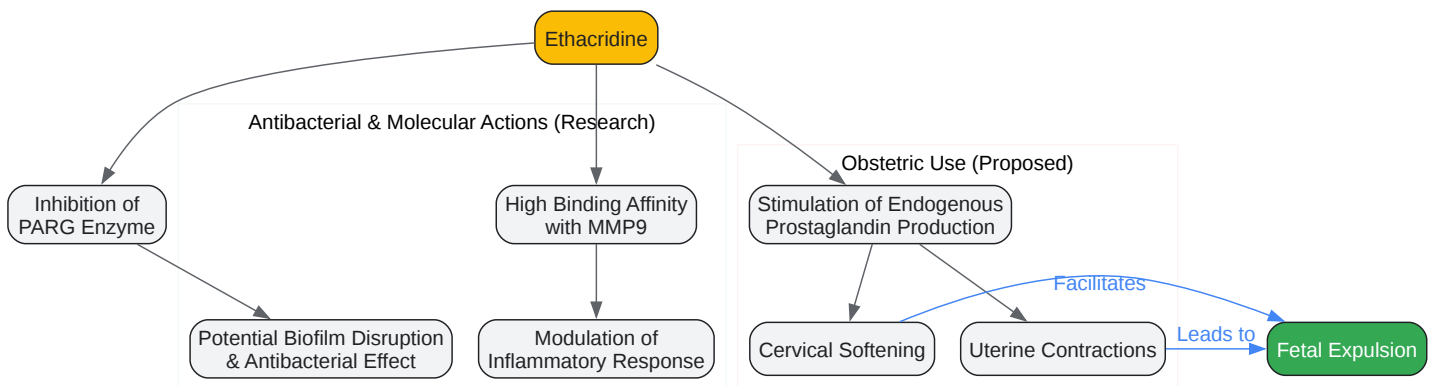 Ethacridine
Antibacterial & Molecular Actions (Research)
Obstetric Use (Proposed)
Inhibition of
PARG Enzyme
High Binding Affinity
with MMP9
Stimulation of Endogenous
Prostaglandin Production
Facilitates
Potential Biofilm Disruption
& Antibacterial Effect
Modulation of
Inflammatory Response
Cervical Softening
Uterine Contractions
Leads to
Fetal Expulsion